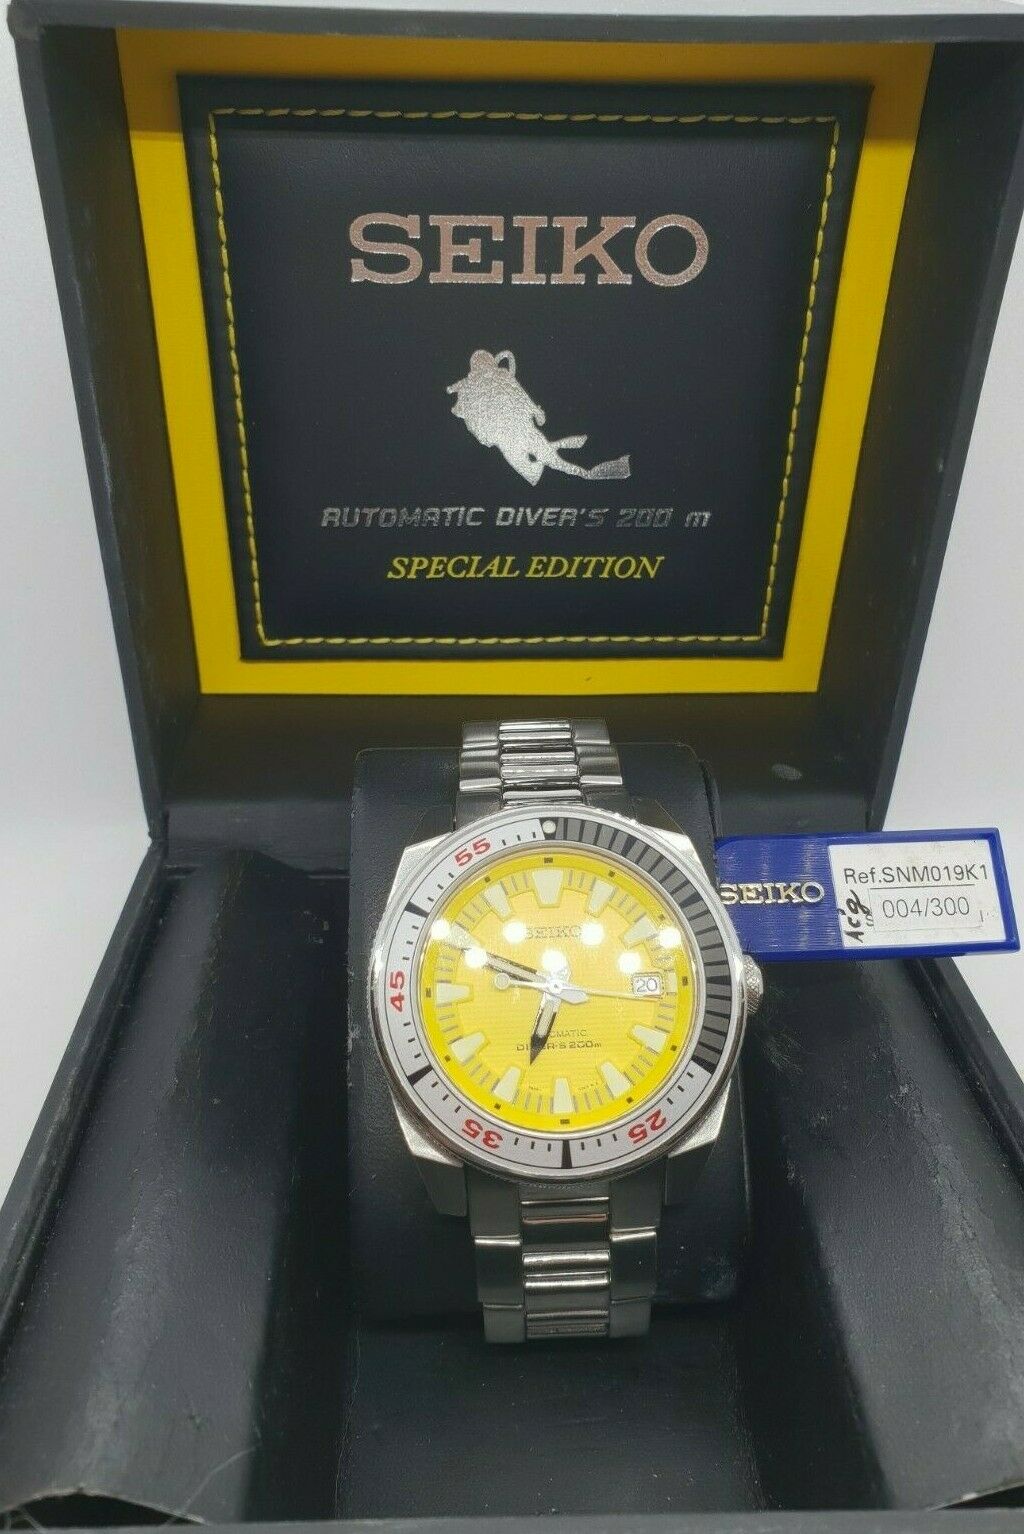 SEIKO
AUTOMATIC DIVER'S 200 m
SPECIAL EDITION
55
45
35
25
SEIKO
20
DIVER'S 200m
SEIKO
Ref.SNM019K1
004/300